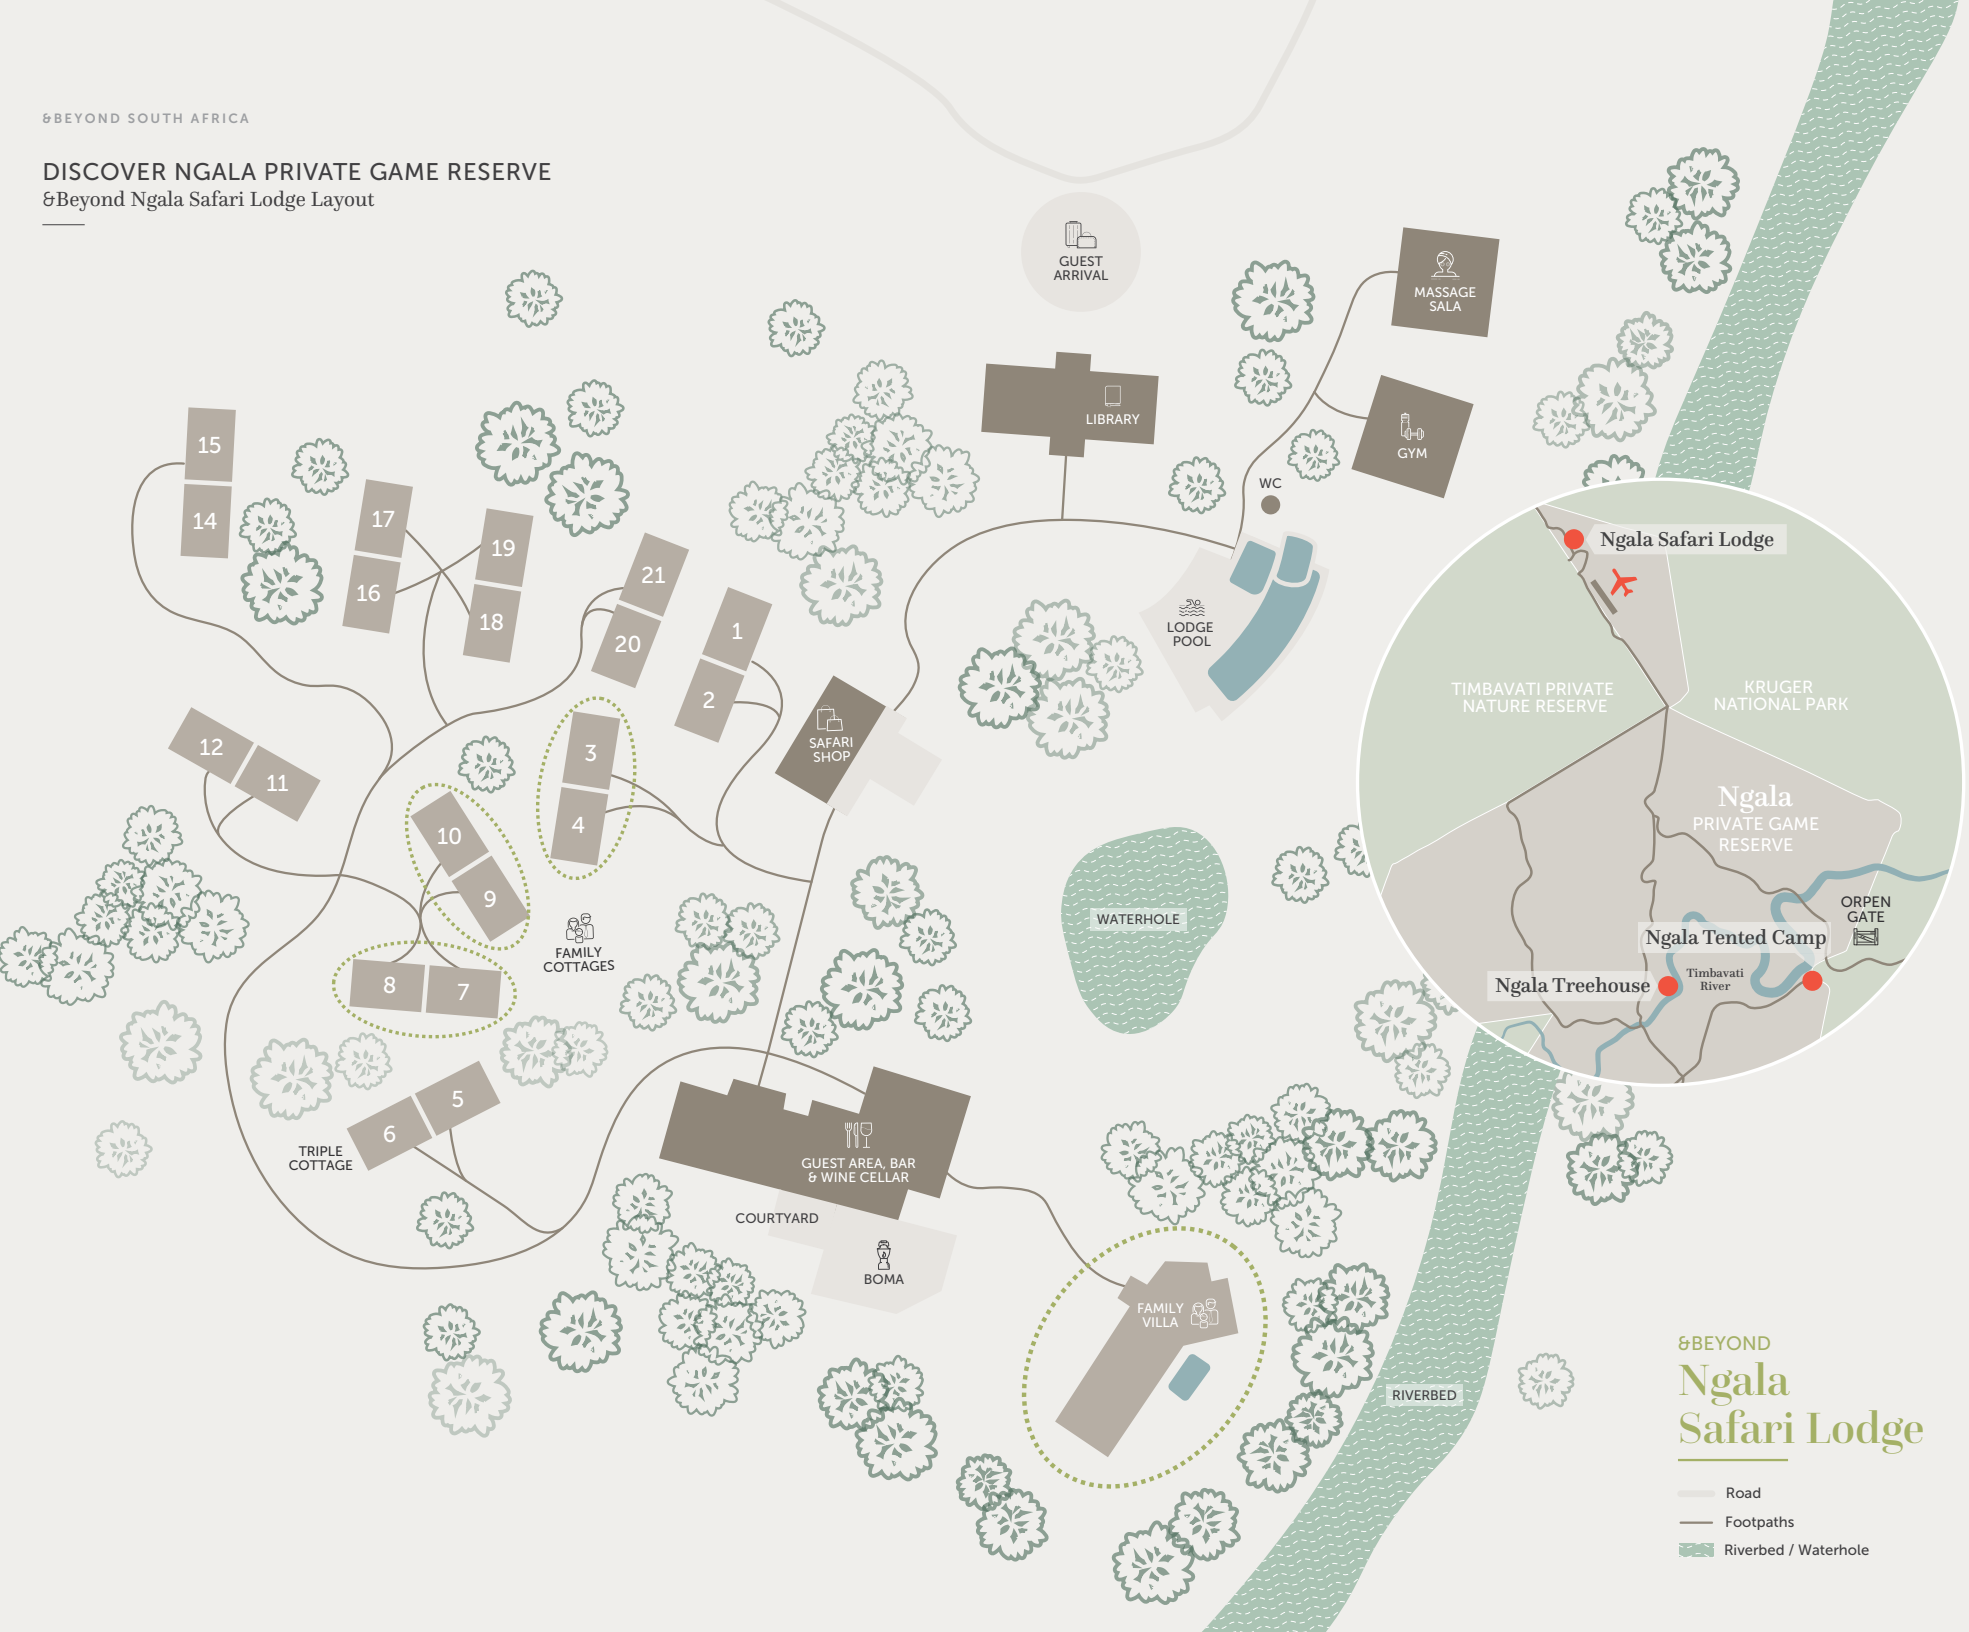 &BEYOND SOUTH AFRICA
DISCOVER NGALA PRIVATE GAME RESERVE
&Beyond Ngala Safari Lodge Layout
GUEST
ARRIVAL
MASSAGE
SALA
LIBRARY
GYM
WC
LODGE
POOL
15
14
17
16
19
18
21
20
1
2
SAFARI
SHOP
3
4
12
11
10
9
8
7
FAMILY
COTTAGES
5
6
TRIPLE
COTTAGE
WATERHOLE
GUEST AREA, BAR
& WINE CELLAR
COURTYARD
BOMA
FAMILY
VILLA
RIVERBED
Ngala Safari Lodge
TIMBAVATI PRIVATE
NATURE RESERVE
KRUGER
NATIONAL PARK
Ngala
PRIVATE GAME
RESERVE
ORPEN
GATE
Ngala Tented Camp
Ngala Treehouse
Timbavati
River
&BEYOND
Ngala
Safari Lodge
Road
Footpaths
Riverbed / Waterhole